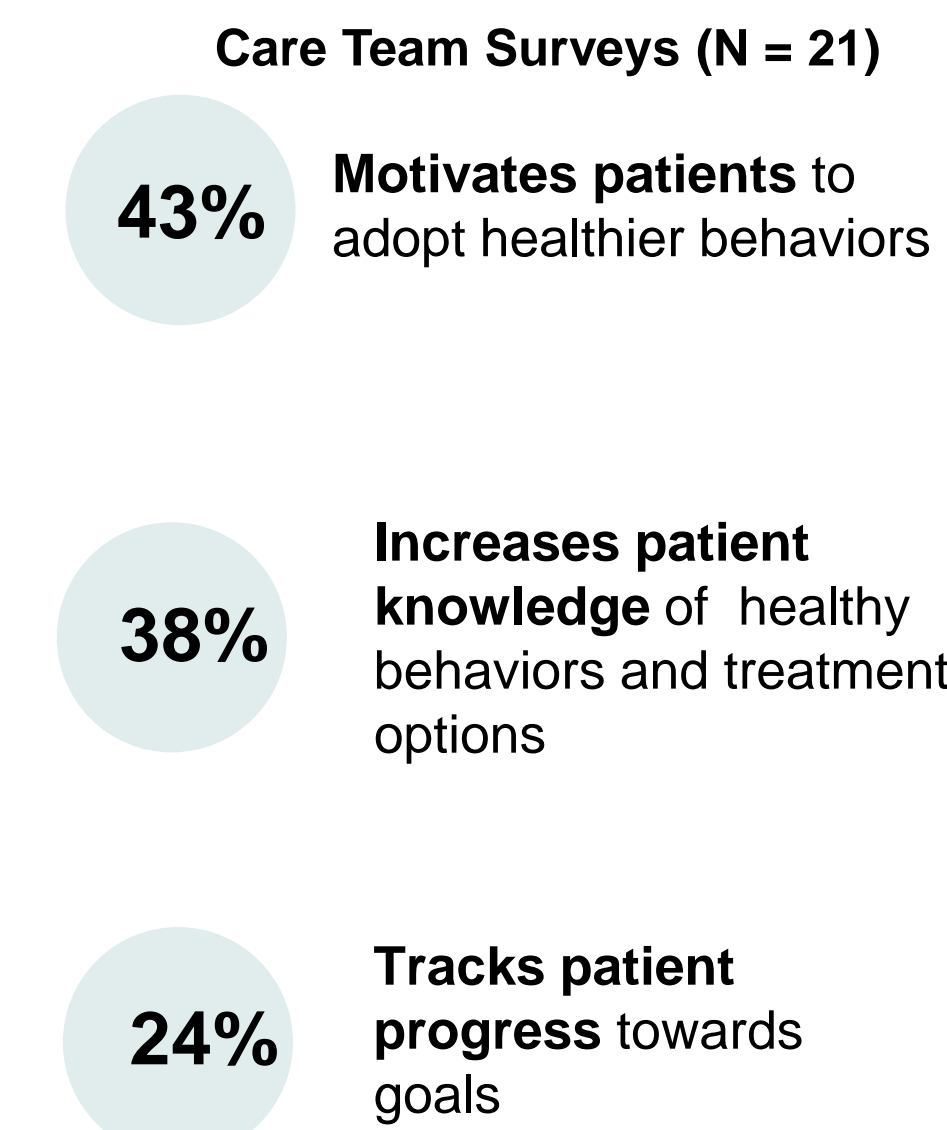 Care Team Surveys (N = 21)
43%
Motivates patients to
adopt healthier behaviors
38%
Increases patient
knowledge of  healthy
behaviors and treatment
options
24%
Tracks patient
progress towards
goals